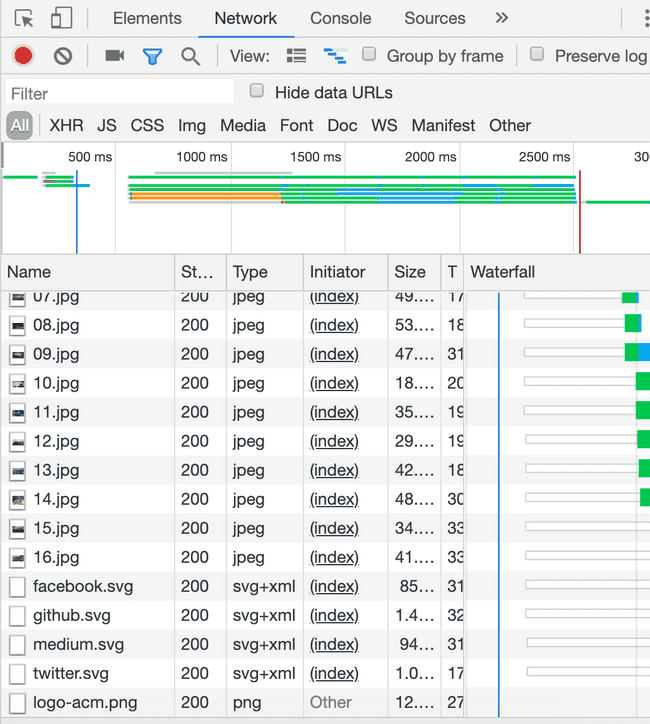 Elements Network Console Sources »
View: Group by frame Preserve log
Filter Hide data URLs
All XHR JS CSS Img Media Font Doc WS Manifest Other
500 ms 1000 ms 1500 ms 2000 ms 2500 ms 30
Name St... Type Initiator Size T Waterfall
07.jpg 200 jpeg (index) 49.... 17
08.jpg 200 jpeg (index) 53.... 18
09.jpg 200 jpeg (index) 47.... 31
10.jpg 200 jpeg (index) 18.... 20
11.jpg 200 jpeg (index) 35.... 19
12.jpg 200 jpeg (index) 29.... 19
13.jpg 200 jpeg (index) 42.... 18
14.jpg 200 jpeg (index) 48.... 30
15.jpg 200 jpeg (index) 34.... 33
16.jpg 200 jpeg (index) 41.... 33
facebook.svg 200 svg+xml (index) 85... 31
github.svg 200 svg+xml (index) 1.4... 32
medium.svg 200 svg+xml (index) 94... 31
twitter.svg 200 svg+xml (index) 1.0... 17
logo-acm.png 200 png Other 12.... 27